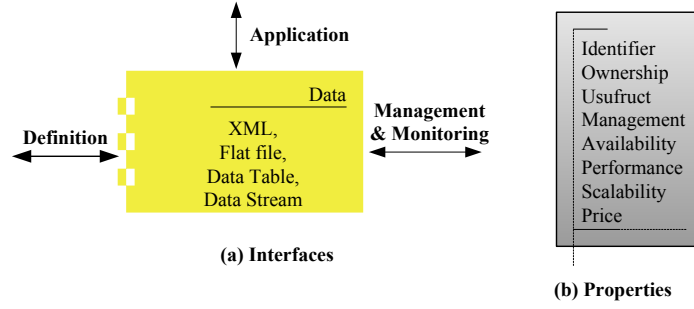 Application
Data
XML,
Flat file,
Data Table,
Data Stream
Definition
Management
& Monitoring
(a) Interfaces
Identifier
Ownership
Usufruct
Management
Availability
Performance
Scalability
Price
(b) Properties